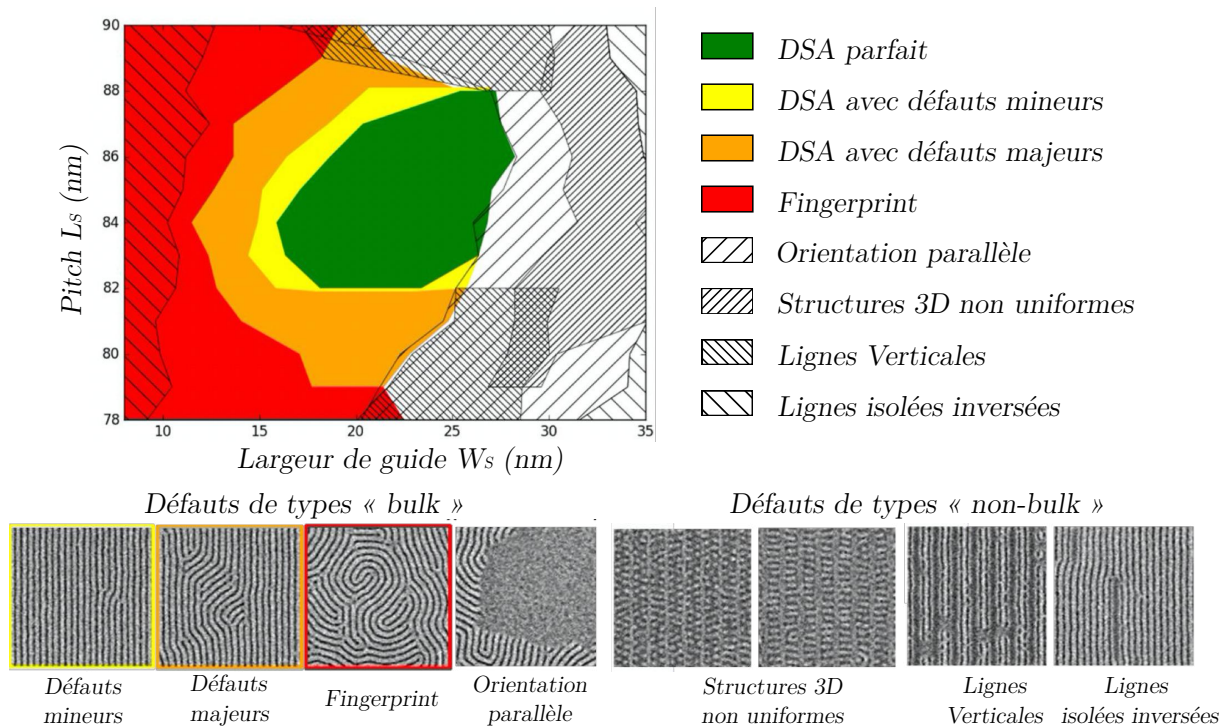 90
88
86
84
82
80
78
Pitch Ls (nm)
10
15
20
25
30
35
Largeur de guide Ws (nm)
DSA parfait
DSA avec défauts mineurs
DSA avec défauts majeurs
Fingerprint
Orientation parallèle
Structures 3D non uniformes
Lignes Verticales
Lignes isolées inversées
Défauts de types « bulk »
Défauts de types « non-bulk »
Défauts
mineurs
Défauts
majeurs
Fingerprint
Orientation
parallèle
Structures 3D
non uniformes
Lignes
Verticales
Lignes
isolées inversées